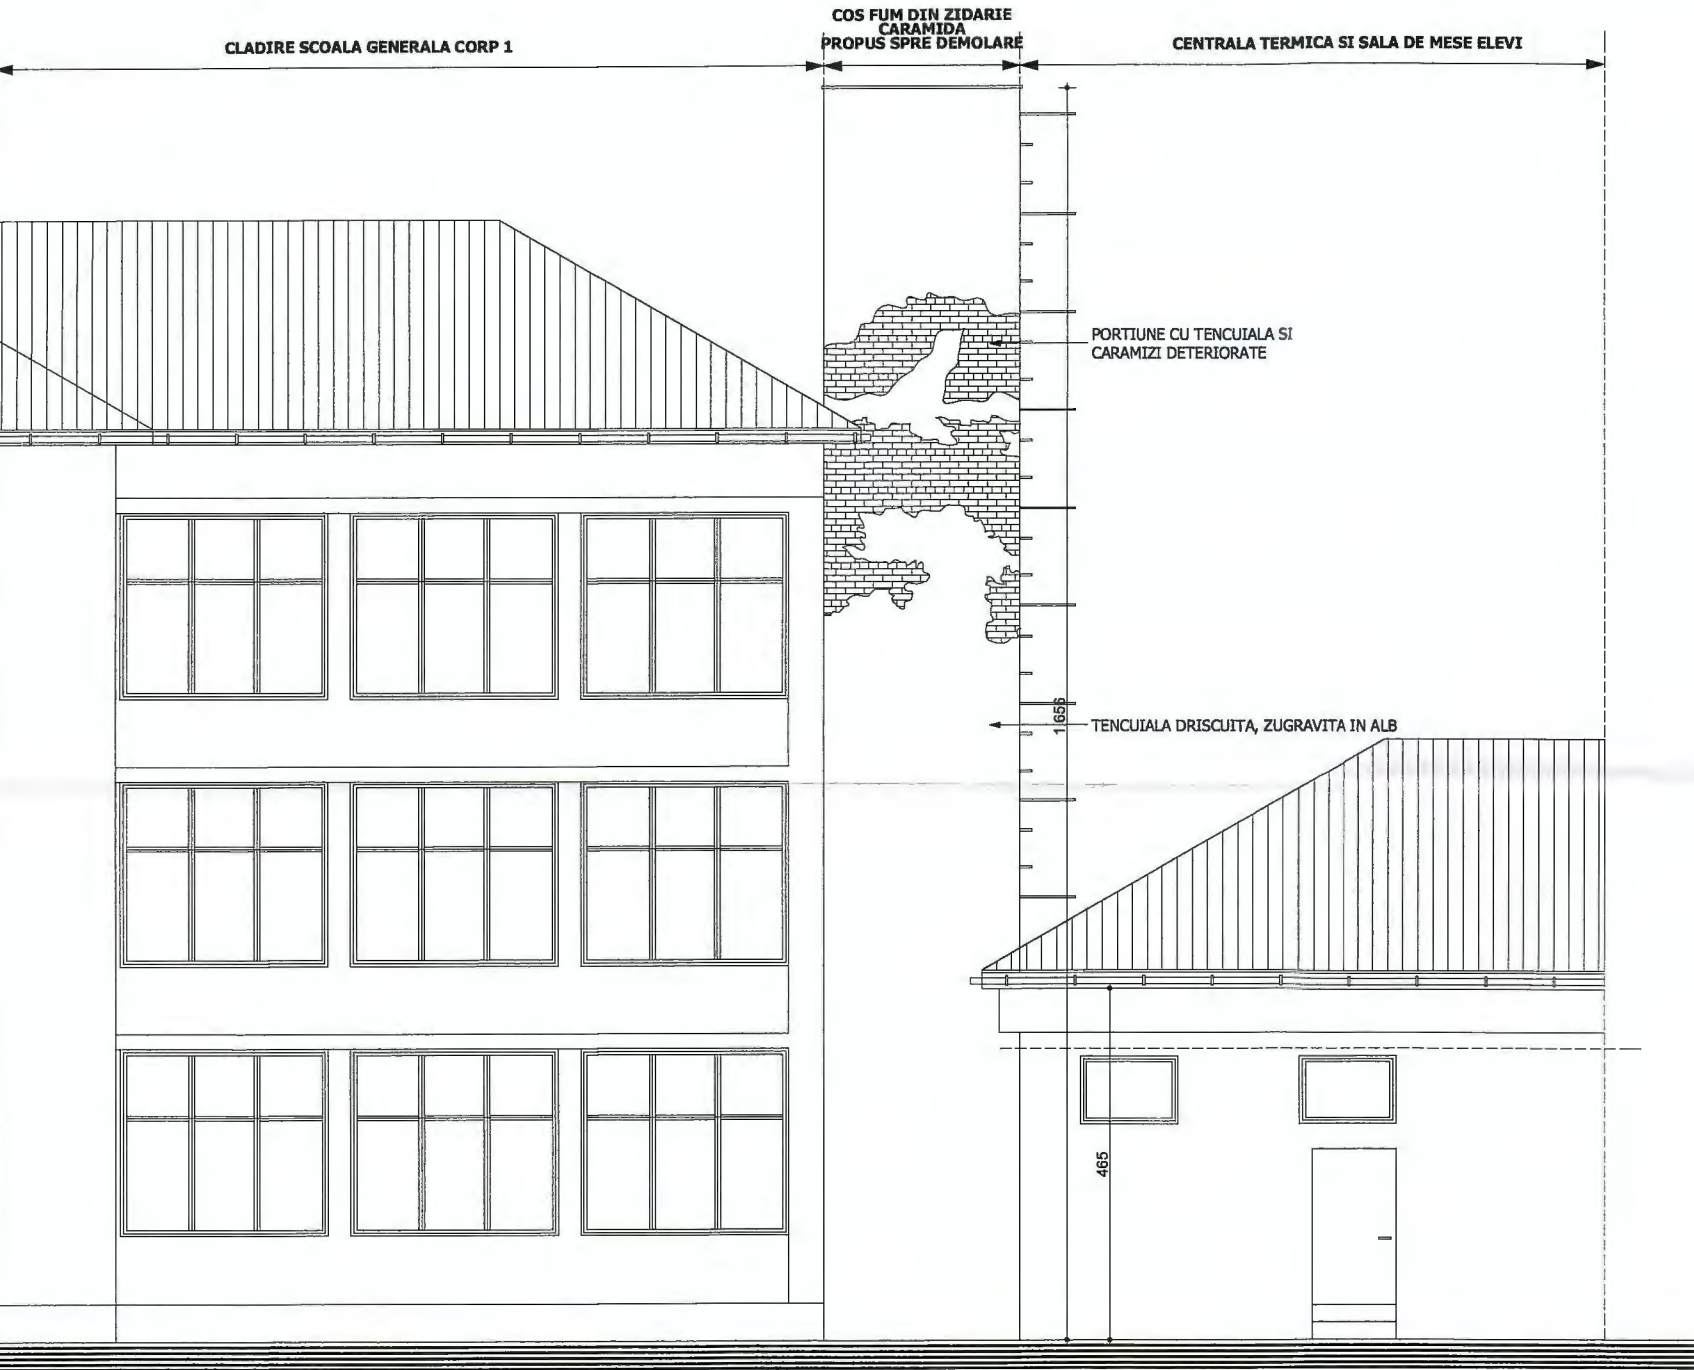 CLADIRE SCOALA GENERALA CORP 1
COS FUM DIN ZIDARIE
CARAMIDA
PROPUS SPRE DEMOLARE
CENTRALA TERMICA SI SALA DE MESE ELEVI
PORTIUNE CU TENCUIALA SI
CARAMIZI DETERIORATE
1.656
TENCUIALA DRISCUITA, ZUGRAVITA IN ALB
465